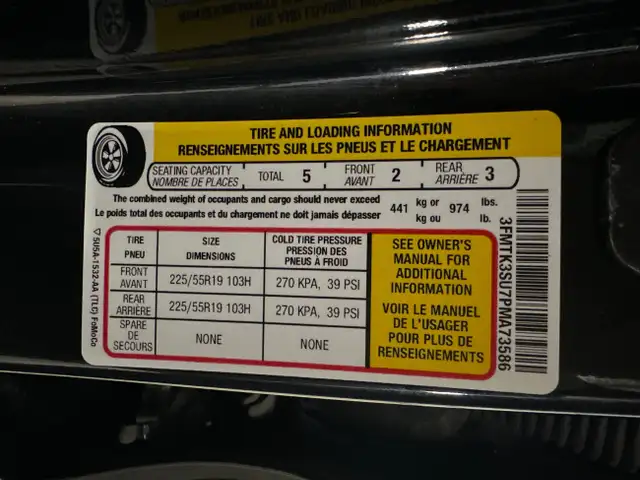 TIRE AND LOADING INFORMATION
RENSEIGNEMENTS SUR LES PNEUS ET LE CHARGEMENT
SEATING CAPACITY TOTAL 5 FRONT 2 REAR 3
NOMBRE DE PLACES AVANT ARRIÈRE
The combined weight of occupants and cargo should never exceed 441 kg or 974 lbs.
Le poids total des occupants et du chargement ne doit jamais dépasser kg ou lb.
TIRE SIZE COLD TIRE PRESSURE
PNEU DIMENSIONS PRESSION DES
PNEUS À FROID
FRONT
AVANT 225/55R19 103H 270 KPA, 39 PSI
REAR
ARRIÈRE 225/55R19 103H 270 KPA, 39 PSI
SPARE
DE
SECOURS NONE NONE
SEE OWNER'S
MANUAL FOR
ADDITIONAL
INFORMATION
VOIR LE MANUEL
DE L'USAGER
POUR PLUS DE
RENSEIGNEMENTS
3FMTK3SU7PMA73586
5U5A-1532-AA (TLC) FoMoCo